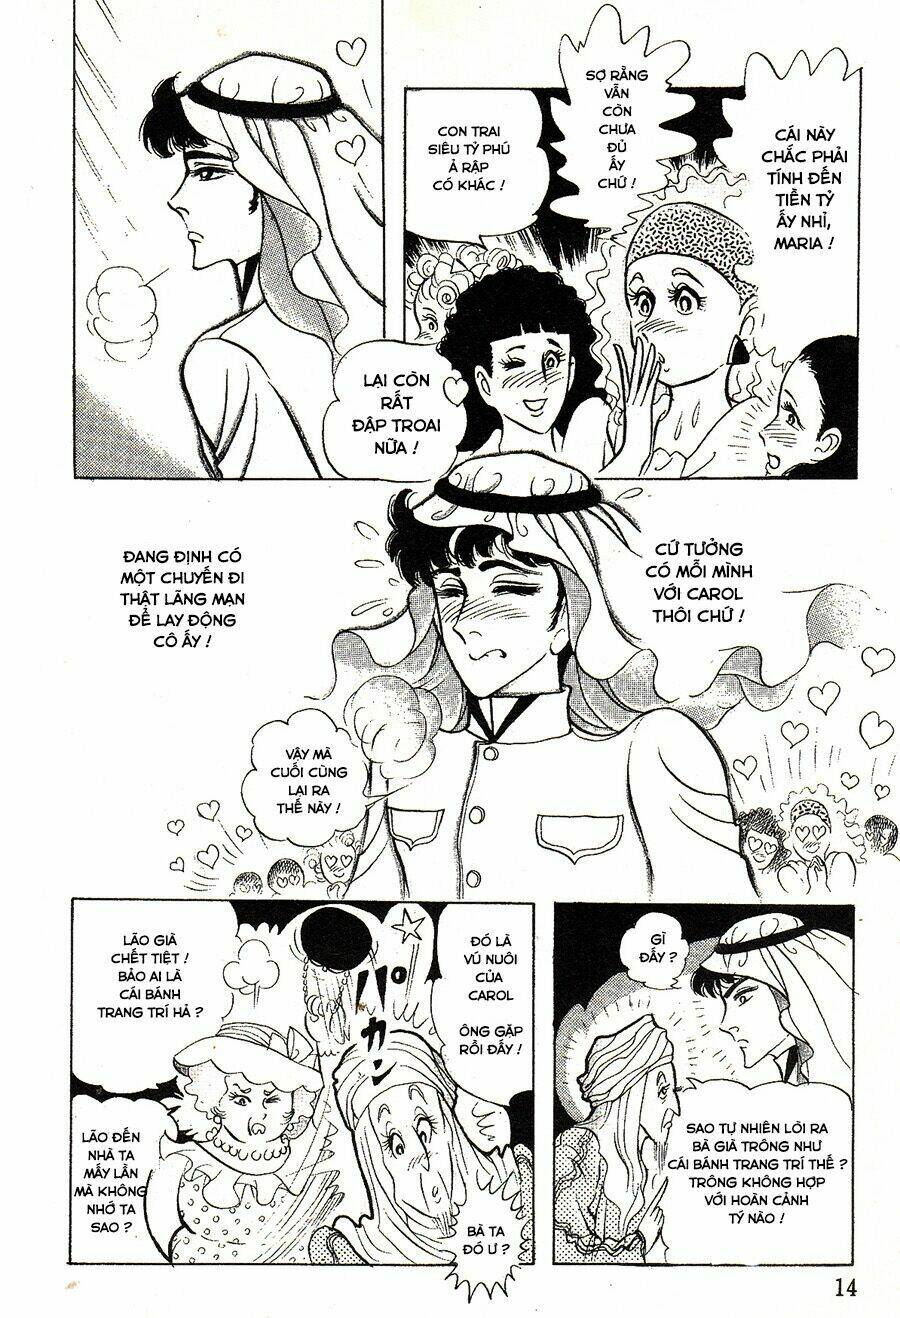 CÁI NÀY
CHẮC PHẢI
TÍNH ĐẾN
TIỀN TỶ
ẤY NHỈ,
MARIA !
SỢ RẰNG
VẪN
CÒN
CHƯA
ĐỦ
ẤY
CHỨ !
CON TRAI
SIÊU TỶ PHÚ
Ả RẬP
CÓ KHÁC !
LẠI CÒN
RẤT
ĐẬP TROAI
NỮA !
CỨ TƯỞNG
CÓ MỖI MÌNH
VỚI CAROL
THÔI CHỨ !
ĐANG ĐỊNH CÓ
MỘT CHUYẾN ĐI
THẬT LÃNG MẠN
ĐỂ LAY ĐỘNG
CÔ ẤY !
VẬY MÀ
CUỐI CÙNG
LẠI RA
THẾ NÀY !
GÌ
ĐẤY ?
SAO TỰ NHIÊN LÒI RA
BÀ GIÀ TRÔNG NHƯ
CÁI BÁNH TRANG TRÍ THẾ ?
TRÔNG KHÔNG HỢP
VỚI HOÀN CẢNH
TÝ NÀO !
ĐÓ LÀ
VÚ NUÔI
CỦA
CAROL
ÔNG GẶP
RỒI ĐẤY !
BÀ TA
ĐÓ Ư ?
パカン
パ
LÃO GIÀ
CHẾT TIỆT !
BẢO AI LÀ
CÁI BÁNH
TRANG TRÍ HẢ ?
LÃO ĐẾN
NHÀ TA
MẤY LẦN
MÀ KHÔNG
NHỚ TA
SAO ?
14